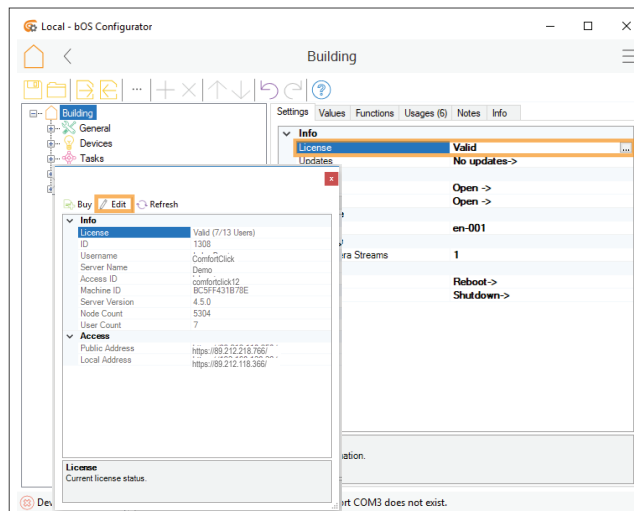 Local - bOS Configurator
Building
...
Building
General
Devices
Tasks
Settings Values Functions Usages (6) Notes Info
Info
License Valid ...
Updates No updates->
Open ->
Open ->
en-001
era Streams 1
Reboot->
Shutdown->
x
Buy Edit Refresh
Info
License Valid (7/13 Users)
ID 1308
Username ComfortClick
Server Name Demo
Access ID comfortclick12
Machine ID BC5FF431B78E
Server Version 4.5.0
Node Count 5304
User Count 7
Access
Public Address https://89.212.218.766/
Local Address https://89.212.118.366/
License
Current license status.
ation.
Dev
rt COM3 does not exist.